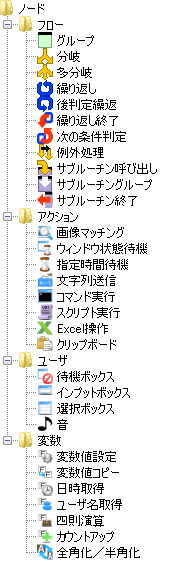 ノード
フロー
グループ
分岐
多分岐
繰り返し
後判定繰返
繰り返し終了
次の条件判定
例外処理
サブルーチン呼び出し
サブルーチングループ
サブルーチン終了
アクション
画像マッチング
ウィンドウ状態待機
指定時間待機
文字列送信
コマンド実行
スクリプト実行
Excel操作
クリップボード
ユーザ
待機ボックス
インプットボックス
選択ボックス
音
変数
変数値設定
変数値コピー
日時取得
ユーザ名取得
四則演算
カウントアップ
全角化／半角化